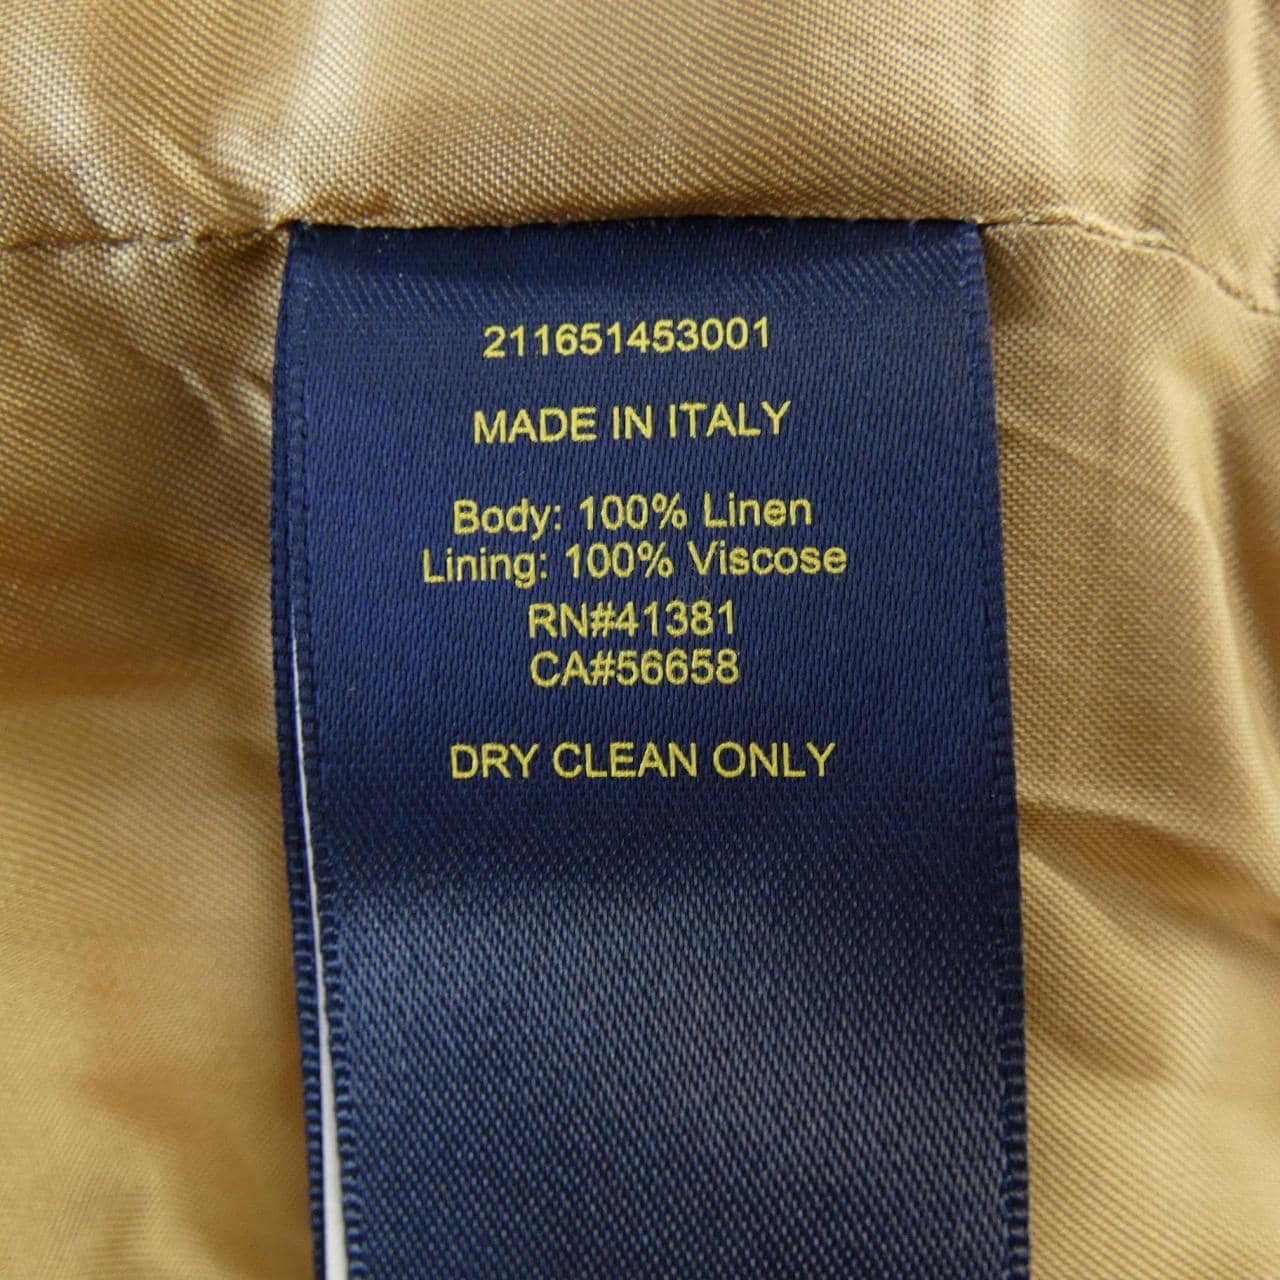 211651453001
MADE IN ITALY
Body: 100% Linen
Lining: 100% Viscose
RN#41381
CA#56658
DRY CLEAN ONLY